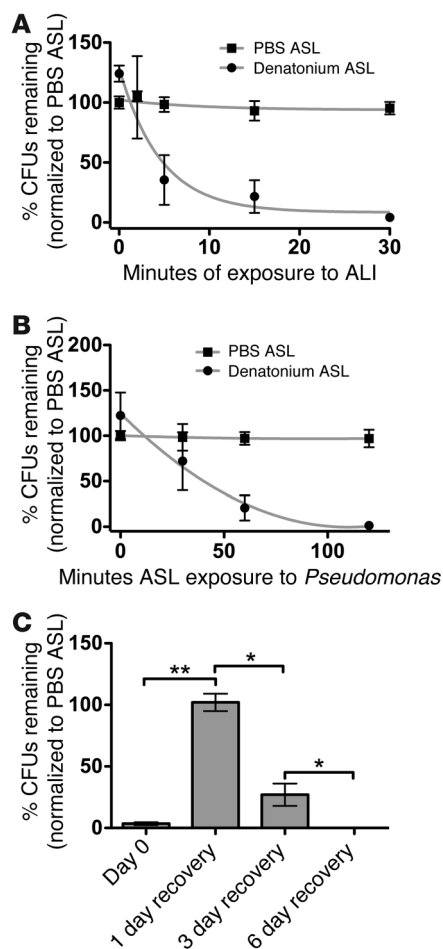 A
% CFUs remaining
(normalized to PBS ASL)
150
100
50
0
PBS ASL
Denatonium ASL
0 10 20 30
Minutes of exposure to ALI
B
% CFUs remaining
(normalized to PBS ASL)
200
150
100
50
0
PBS ASL
Denatonium ASL
0 50 100
Minutes ASL exposure to Pseudomonas
C
% CFUs remaining
(normalized to PBS ASL)
150
100
50
0
** *
*
Day 0
1 day recovery
3 day recovery
6 day recovery